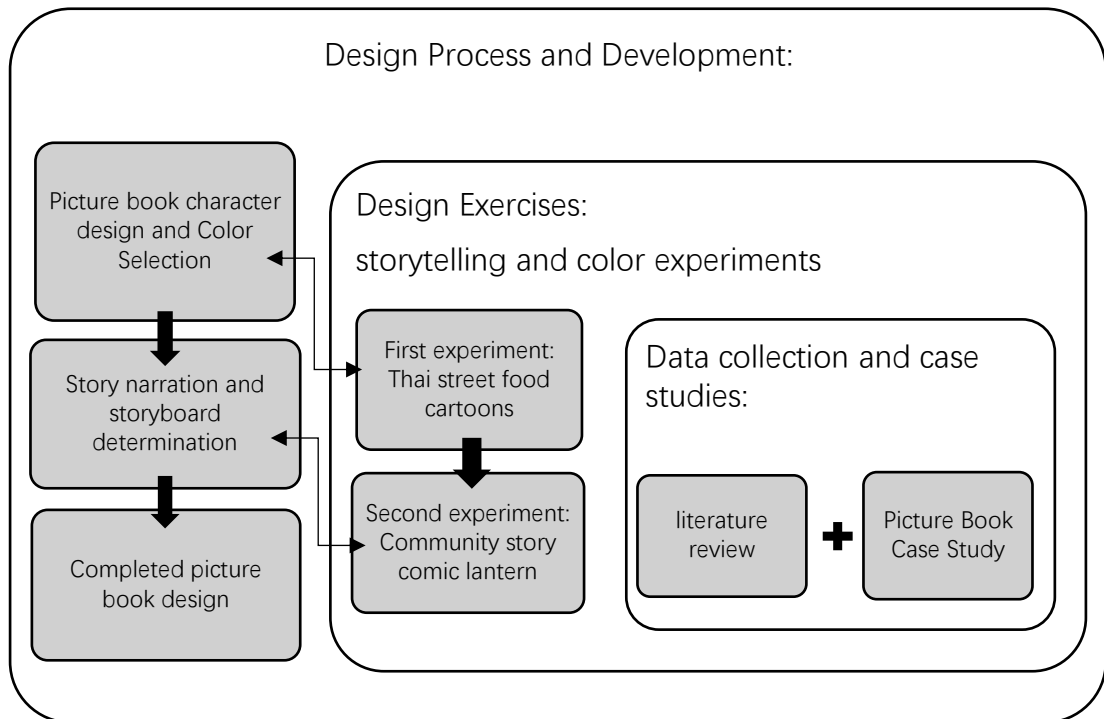 Design Process and Development:
Picture book character
design and Color
Selection
Story narration and
storyboard
determination
Completed picture
book design
Design Exercises:
storytelling and color experiments
First experiment:
Thai street food
cartoons
Second experiment:
Community story
comic lantern
Data collection and case
studies:
literature
review
Picture Book
Case Study